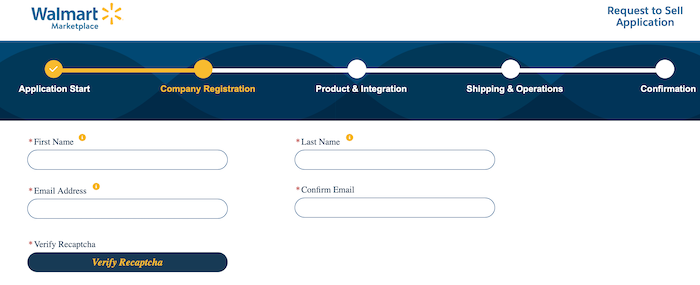 Walmart
Marketplace
Request to Sell
Application
Application Start
Company Registration
Product & Integration
Shipping & Operations
Confirmation
* First Name
* Last Name
* Email Address
* Confirm Email
* Verify Recaptcha
Verify Recaptcha